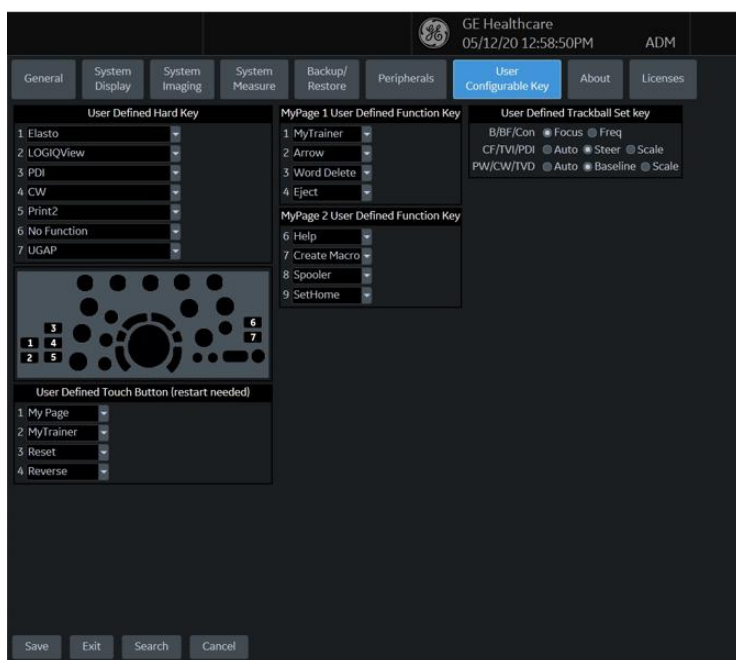 GE Healthcare
05/12/20 12:58:50PM ADM
General System Display System Imaging System Measure Backup/ Restore Peripherals User Configurable Key About Licenses
User Defined Hard Key
1 Elasto
2 LOGIQView
3 PDI
4 CW
5 Print2
6 No Function
7 UGAP
3
1 4
2 5
6
7
User Defined Touch Button (restart needed)
1 My Page
2 MyTrainer
3 Reset
4 Reverse
MyPage 1 User Defined Function Key
1 MyTrainer
2 Arrow
3 Word Delete
4 Eject
MyPage 2 User Defined Function Key
6 Help
7 Create Macro
8 Spooler
9 SetHome
User Defined Trackball Set key
B/BF/Con Focus Freq
CF/TVI/PDI Auto Steer Scale
PW/CW/TVD Auto Baseline Scale
Save Exit Search Cancel